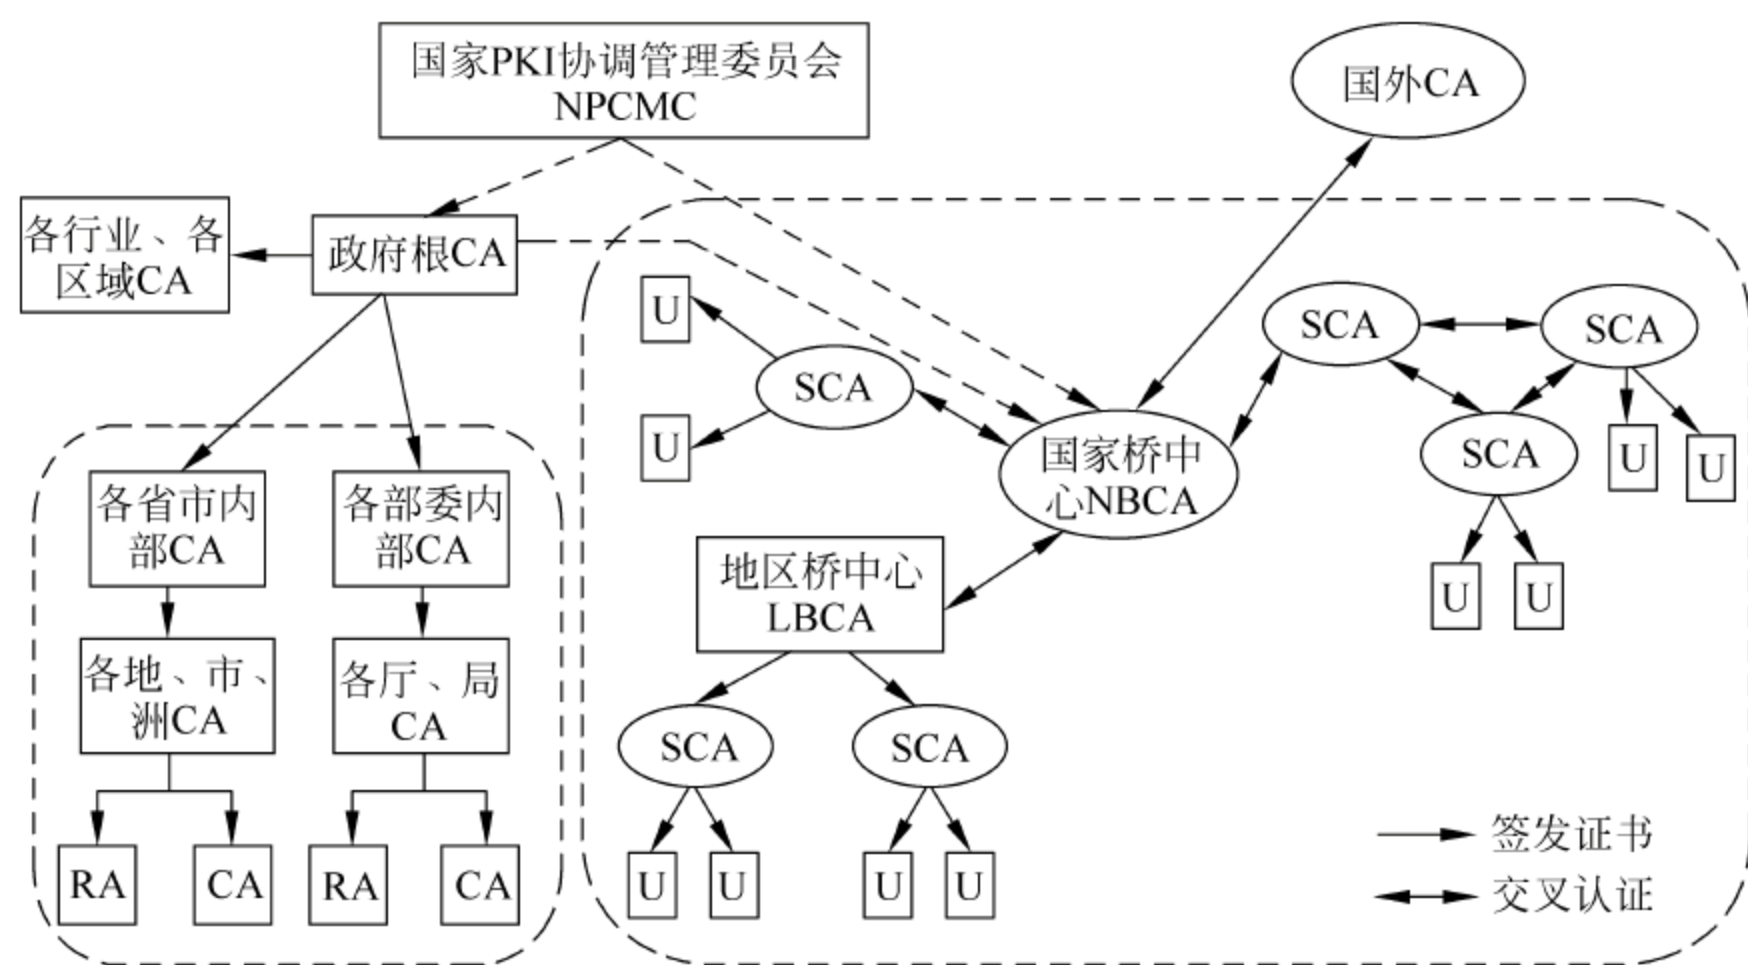 国家PKI协调管理委员会
NPCMC
国外CA
各行业、各
区域CA
政府根CA
U
SCA
U
SCA
SCA
SCA
U
U
U
U
国家桥中
心NBCA
各省市内
部CA
各部委内
部CA
地区桥中心
LBCA
各地、市、
洲CA
各厅、局
CA
SCA
SCA
RA
CA
RA
CA
U
U
U
U
签发证书
交叉认证